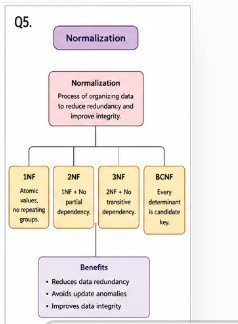 Q5.
Normalization
Normalization
Process of organizing data
to reduce redundancy and
improve integrity.
1NF
Atomic
values,
no repeating
groups.
2NF
1NF + No
partial
dependency.
3NF
2NF + No
transitive
dependency.
BCNF
Every
determinant
is candidate
key.
Benefits
• Reduces data redundancy
• Avoids update anomalies
• Improves data integrity